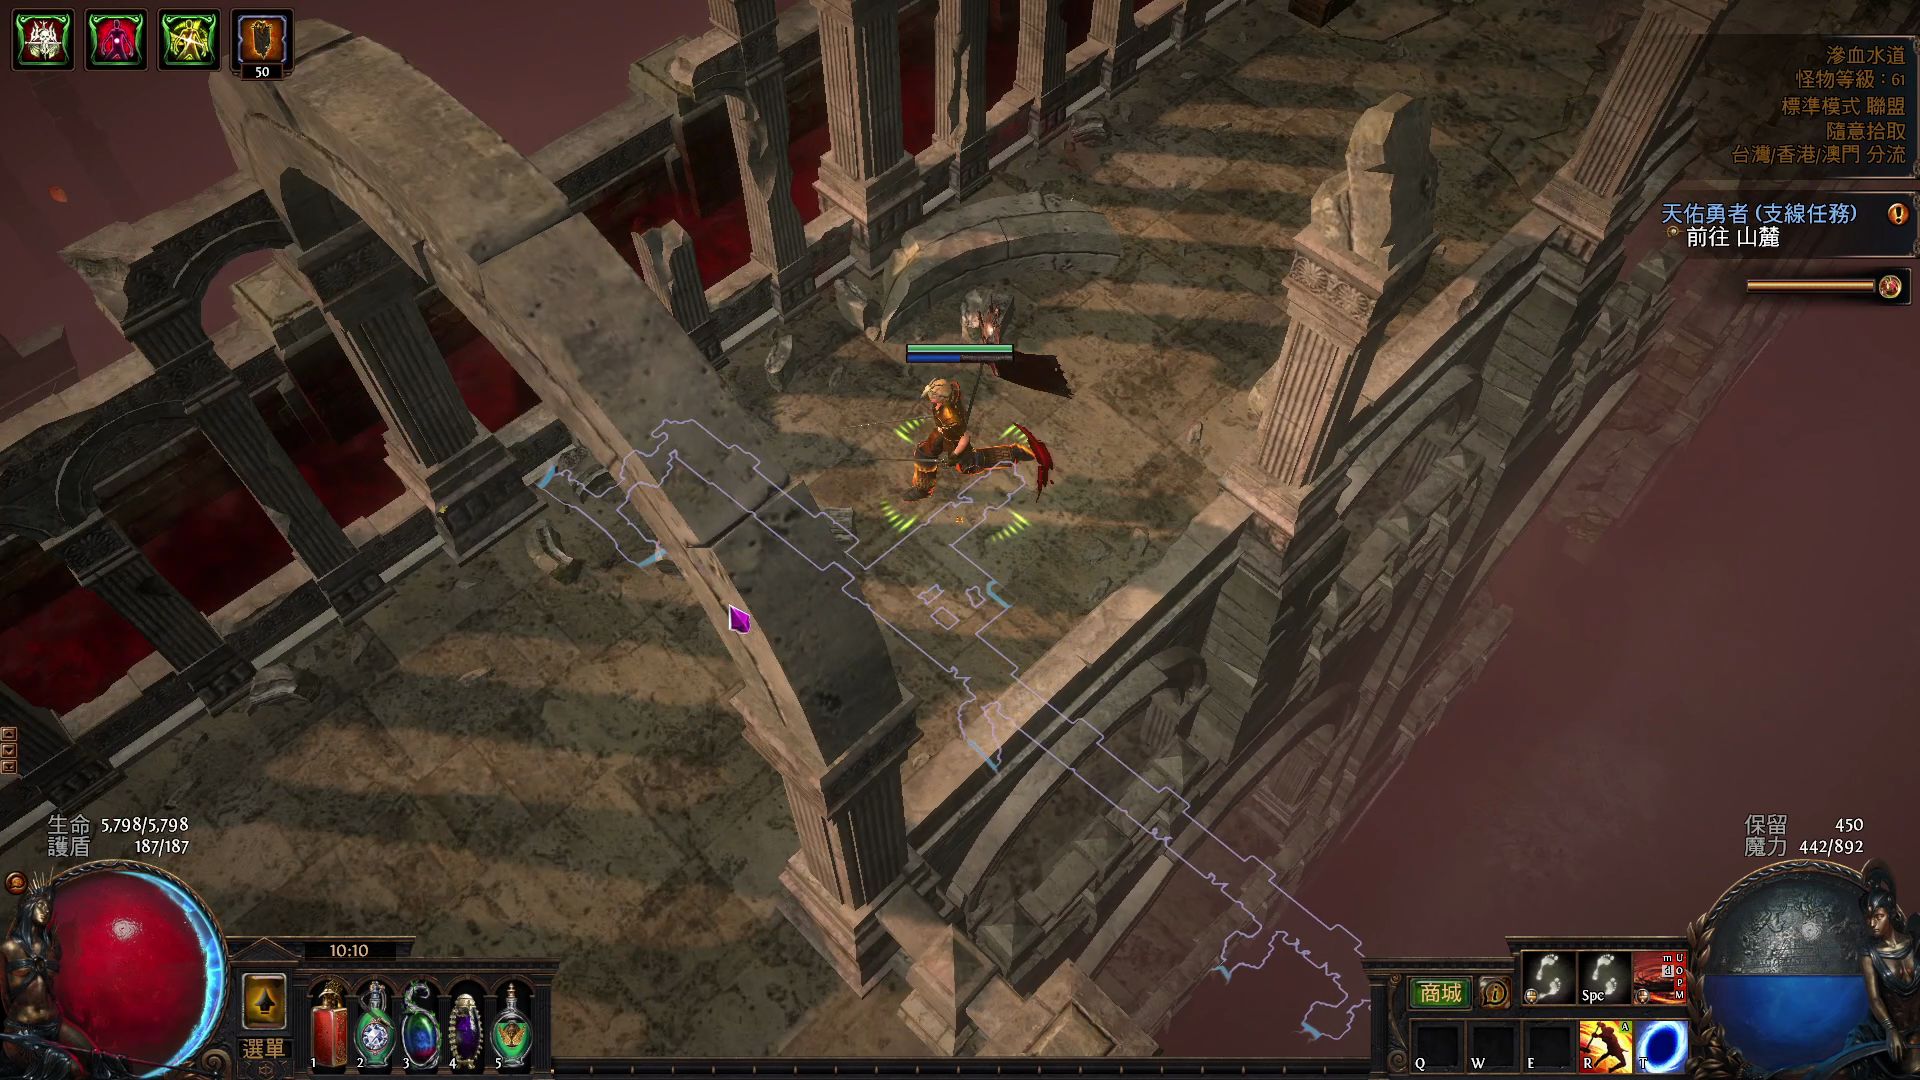 50
滲血水道
怪物等級：61
標準模式 聯盟
隨意拾取
台灣/香港/澳門 分流
天佑勇者 (支線任務)
前往 山麓
生命 5,798/5,798
護盾 187/187
保留 450
魔力 442/892
10:10
選單
1 2 3 4 5
商城
Spc
m U
d O
P
M
Q W E R A T